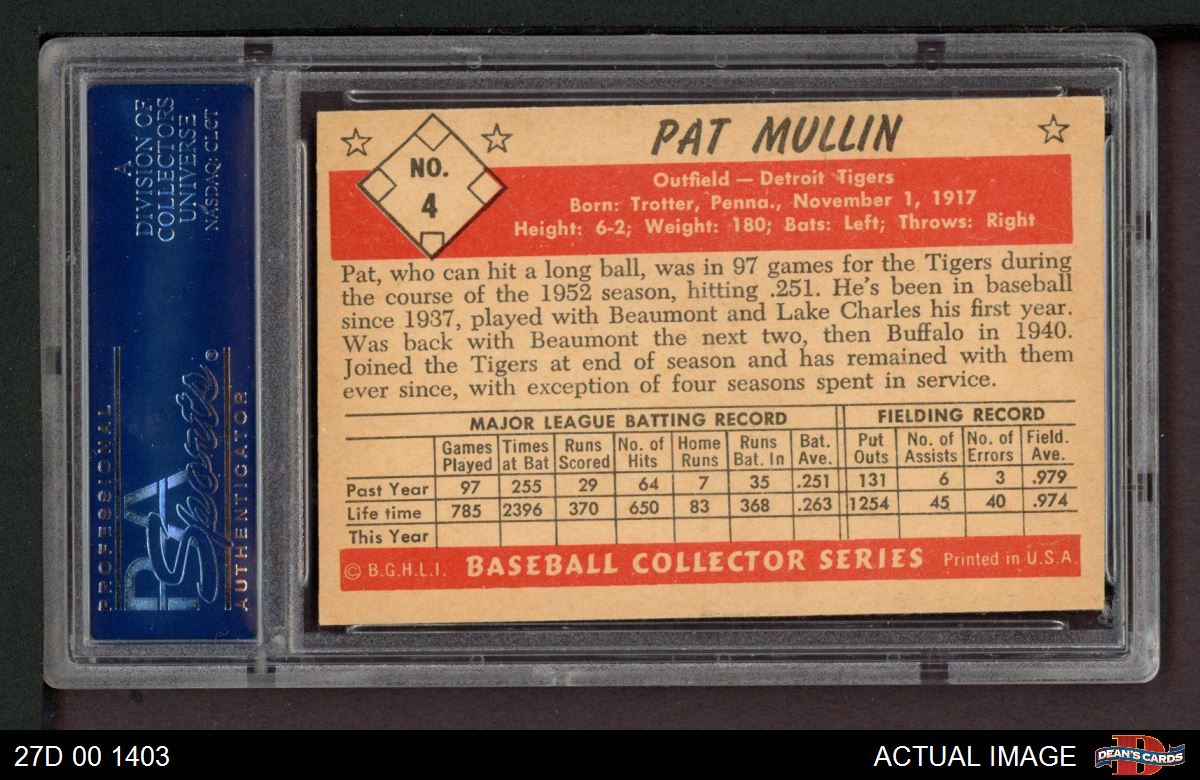 A
DIVISION OF
COLLECTORS
UNIVERSE
NASDAQ: CLCT
PROFESSIONAL
PSA
Sports®
AUTHENTICATOR
NO.
4
PAT MULLIN
Outfield — Detroit Tigers
Born: Trotter, Penna., November 1, 1917
Height: 6-2; Weight: 180; Bats: Left; Throws: Right
Pat, who can hit a long ball, was in 97 games for the Tigers during
the course of the 1952 season, hitting .251. He's been in baseball
since 1937, played with Beaumont and Lake Charles his first year.
Was back with Beaumont the next two, then Buffalo in 1940.
Joined the Tigers at end of season and has remained with them
ever since, with exception of four seasons spent in service.
MAJOR LEAGUE BATTING RECORD FIELDING RECORD
Games Times Runs No. of Home Runs Bat. Put No. of No. of Field.
Played at Bat Scored Hits Runs Bat. In Ave. Outs Assists Errors Ave.
Past Year 97 255 29 64 7 35 .251 131 6 3 .979
Life time 785 2396 370 650 83 368 .263 1254 45 40 .974
This Year
© B.G.H.L.I. BASEBALL COLLECTOR SERIES Printed in U.S.A.
27D 00 1403
ACTUAL IMAGE
D
DEAN'S CARDS